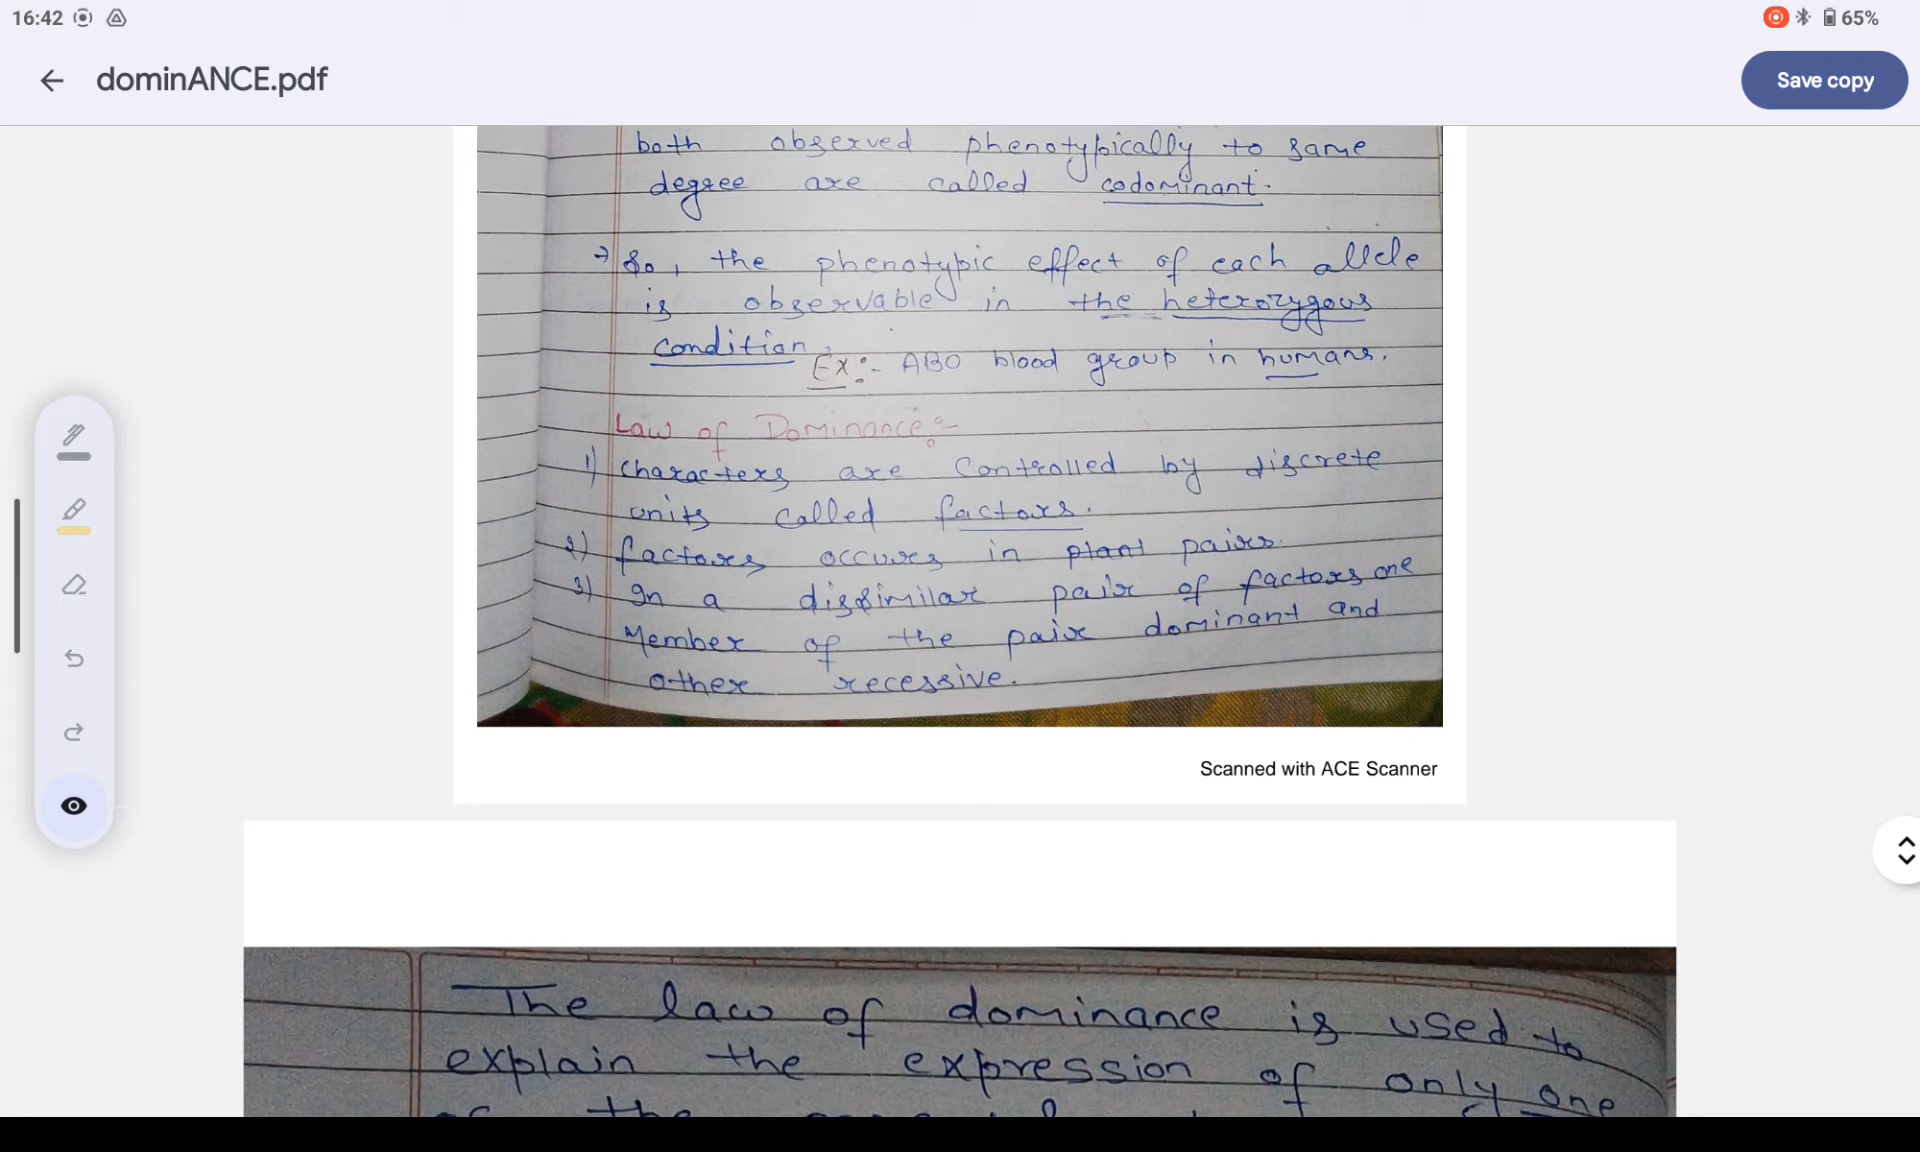 16:42
65%
dominANCE.pdf
Save copy
both observed phenotypically to same
degree are called codominant.
→ So, the phenotypic effect of each allele
is observable in the heterozygous
condition.
Ex:- ABO blood group in humans.
Law of Dominance:-
1) characters are controlled by discrete
units called factors.
2) factores occures in plant pairs.
3) In a dissimilar pair of factors one
Member of the pair dominant and
other recessive.
Scanned with ACE Scanner
The law of dominance is used to
explain the expression of only one
of the